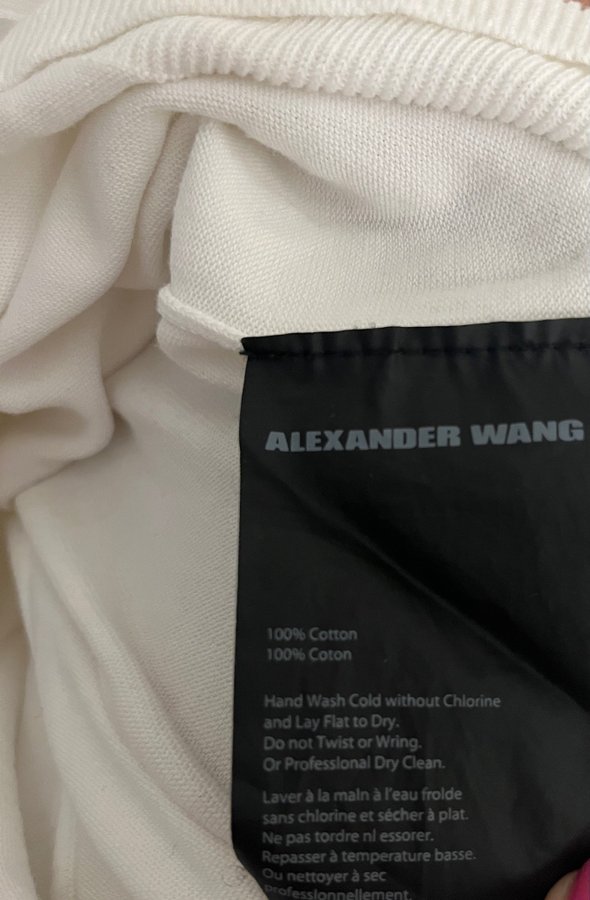 ALEXANDER WANG
100% Cotton
100% Coton
Hand Wash Cold without Chlorine
and Lay Flat to Dry.
Do not Twist or Wring.
Or Professional Dry Clean.
Laver à la main à l'eau froide
sans chlorine et sécher à plat.
Ne pas tordre ni essorer.
Repasser à température basse.
Ou nettoyer à sec
professionnellement.